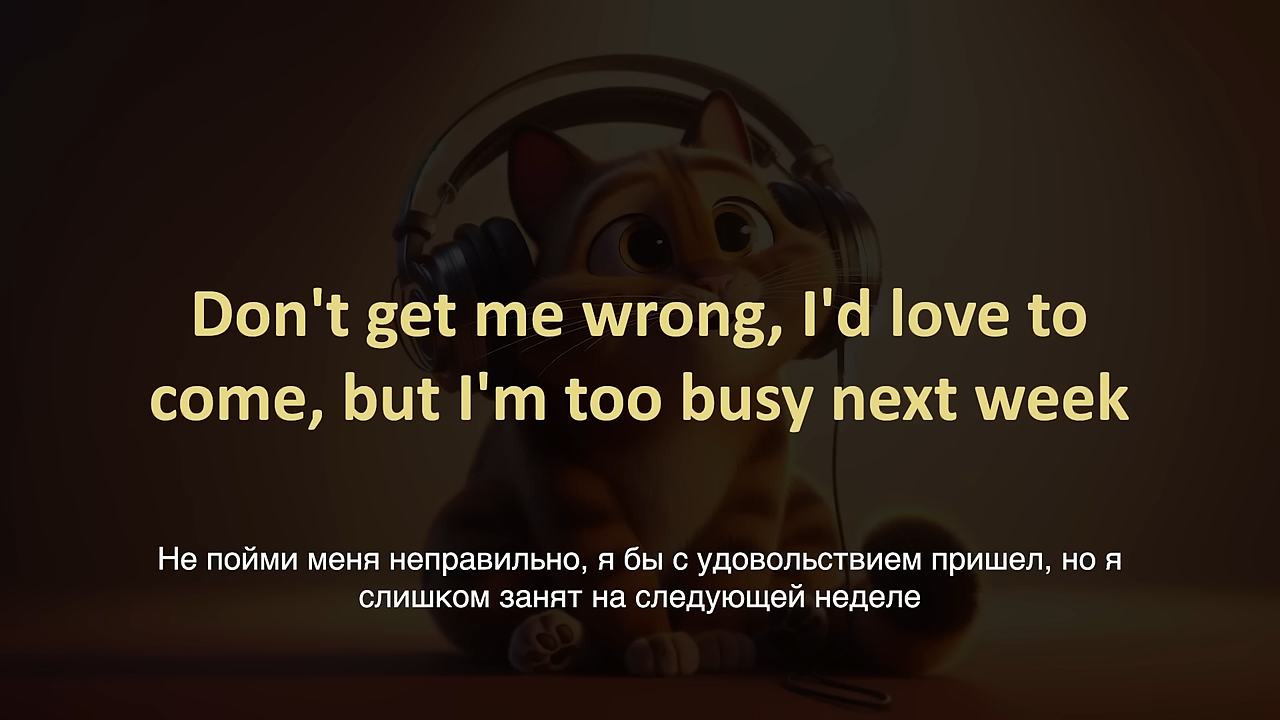 Don't get me wrong, I'd love to
come, but I'm too busy next week
Не пойми меня неправильно, я бы с удовольствием пришел, но я
слишком занят на следующей неделе